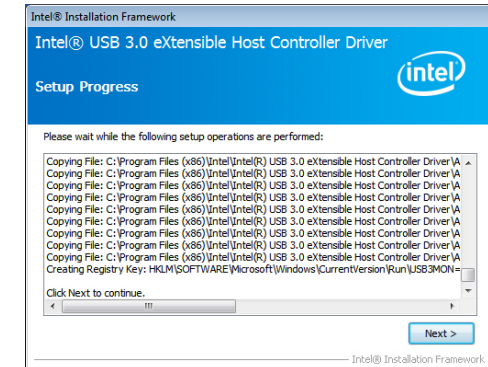 Intel® Installation Framework
Intel® USB 3.0 eXtensible Host Controller Driver
intel
Setup Progress
Please wait while the following setup operations are performed:
Copying File: C:\Program Files (x86)\Intel\Intel(R) USB 3.0 eXtensible Host Controller Driver\A
Copying File: C:\Program Files (x86)\Intel\Intel(R) USB 3.0 eXtensible Host Controller Driver\A
Copying File: C:\Program Files (x86)\Intel\Intel(R) USB 3.0 eXtensible Host Controller Driver\A
Copying File: C:\Program Files (x86)\Intel\Intel(R) USB 3.0 eXtensible Host Controller Driver\A
Copying File: C:\Program Files (x86)\Intel\Intel(R) USB 3.0 eXtensible Host Controller Driver\A
Copying File: C:\Program Files (x86)\Intel\Intel(R) USB 3.0 eXtensible Host Controller Driver\A
Copying File: C:\Program Files (x86)\Intel\Intel(R) USB 3.0 eXtensible Host Controller Driver\A
Copying File: C:\Program Files (x86)\Intel\Intel(R) USB 3.0 eXtensible Host Controller Driver\A
Copying File: C:\Program Files (x86)\Intel\Intel(R) USB 3.0 eXtensible Host Controller Driver\A
Creating Registry Key: HKLM\SOFTWARE\Microsoft\Windows\CurrentVersion\Run\USB3MON=
Click Next to continue.
Next >
Intel® Installation Framework